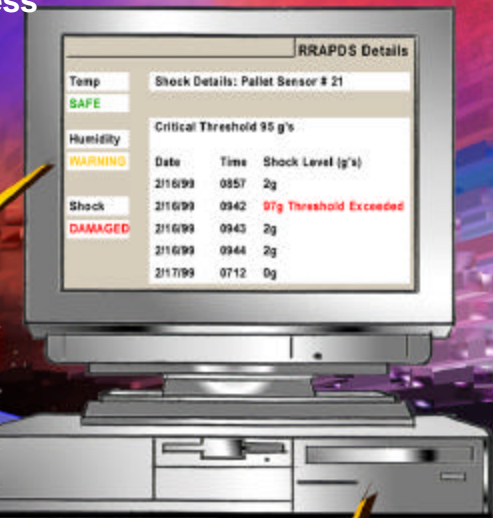 ess
RRAPDS Details
Temp
SAFE
Humidity
WARNING
Shock
DAMAGED
Shock Details: Pallet Sensor # 21
Critical Threshold 95 g's
Date Time Shock Level (g's)
2/16/99 0857 2g
2/16/99 0942 97g Threshold Exceeded
2/16/99 0943 2g
2/16/99 0944 2g
2/17/99 0712 0g